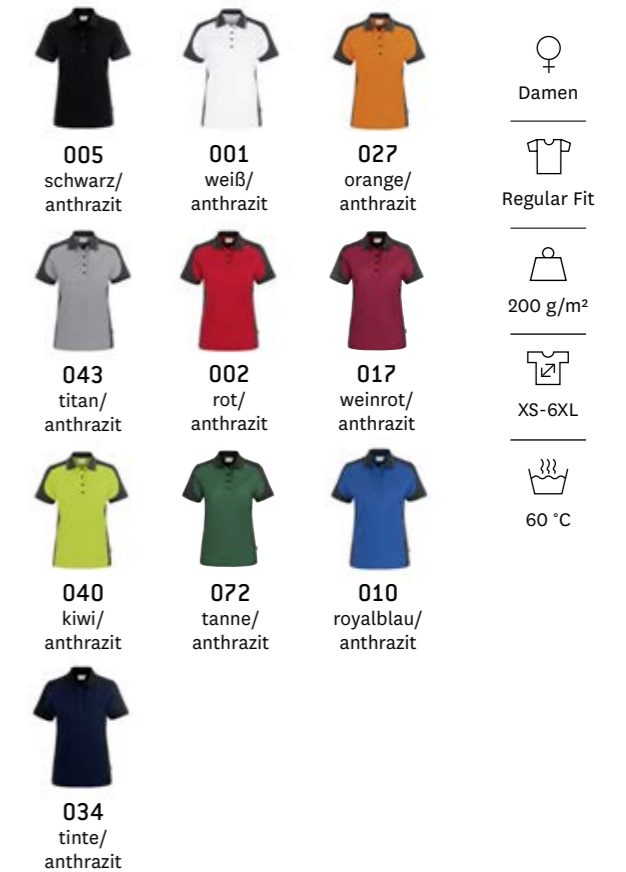 005
schwarz/
anthrazit
001
weiß/
anthrazit
027
orange/
anthrazit
043
titan/
anthrazit
002
rot/
anthrazit
017
weinrot/
anthrazit
040
kiwi/
anthrazit
072
tanne/
anthrazit
010
royalblau/
anthrazit
034
tinte/
anthrazit
Damen
Regular Fit
200 g/m²
XS-6XL
60 °C